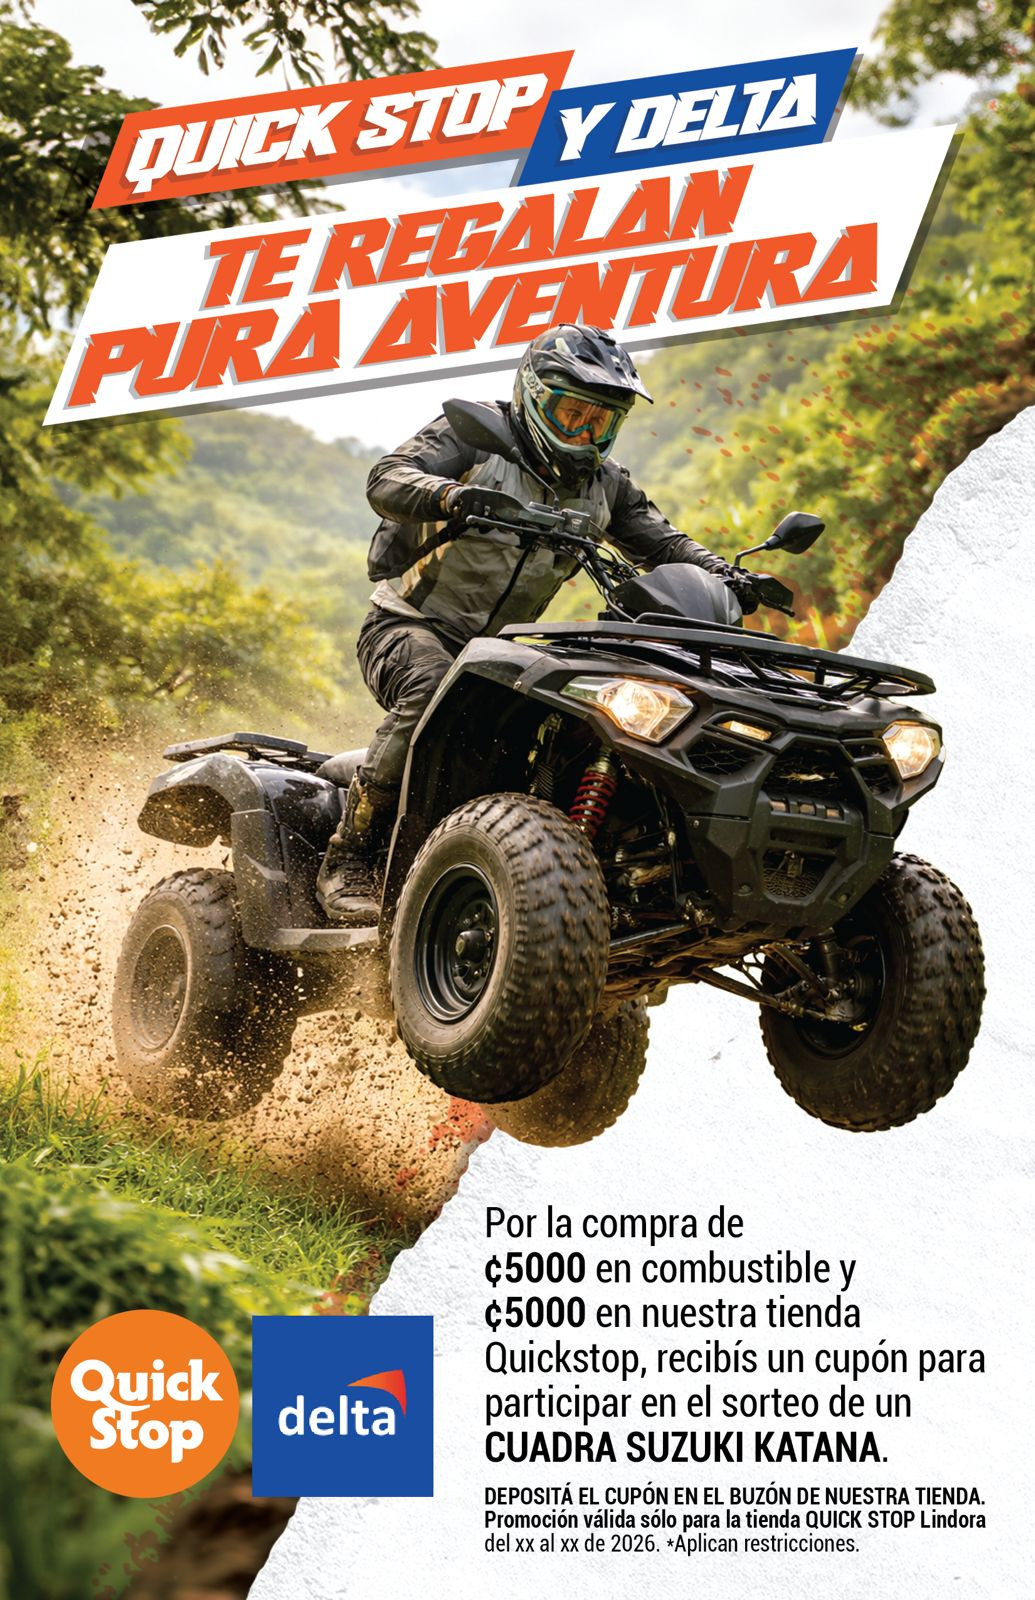 QUICK STOP Y DELTA
TE REGALAN
PURA AVENTURA
Por la compra de
¢5000 en combustible y
¢5000 en nuestra tienda
Quickstop, recibís un cupón para
participar en el sorteo de un
CUADRA SUZUKI KATANA.
DEPOSITÁ EL CUPÓN EN EL BUZÓN DE NUESTRA TIENDA.
Promoción válida sólo para la tienda QUICK STOP Lindora
del xx al xx de 2026. *Aplican restricciones.
Quick
Stop
delta